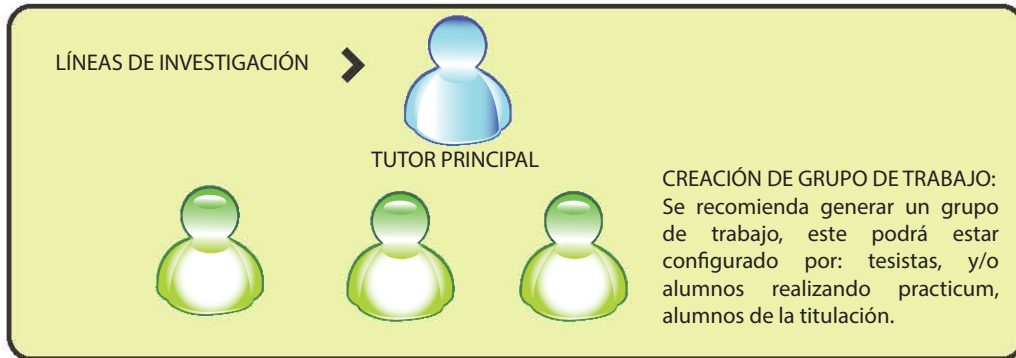 LÍNEAS DE INVESTIGACIÓN
TUTOR PRINCIPAL
CREACIÓN DE GRUPO DE TRABAJO:
Se recomienda generar un grupo
de trabajo, este podrá estar
configurado por: tesistas, y/o
alumnos realizando practicum,
alumnos de la titulación.